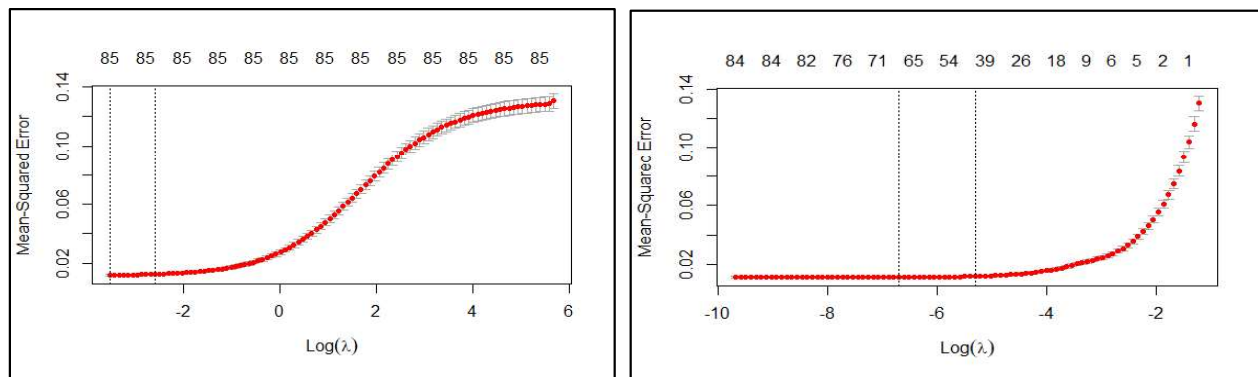 85 85 85 85 85 85 85 85 85 85 85 85 85
Mean-Squared Error
0.14
0.10
0.06
0.02
-2 0 2 4 6
Log(λ)
84 84 82 76 71 65 54 39 26 18 9 6 5 2 1
Mean-Squarec Error
0.14
0.10
0.06
0.02
-10 -8 -6 -4 -2
Log(λ)